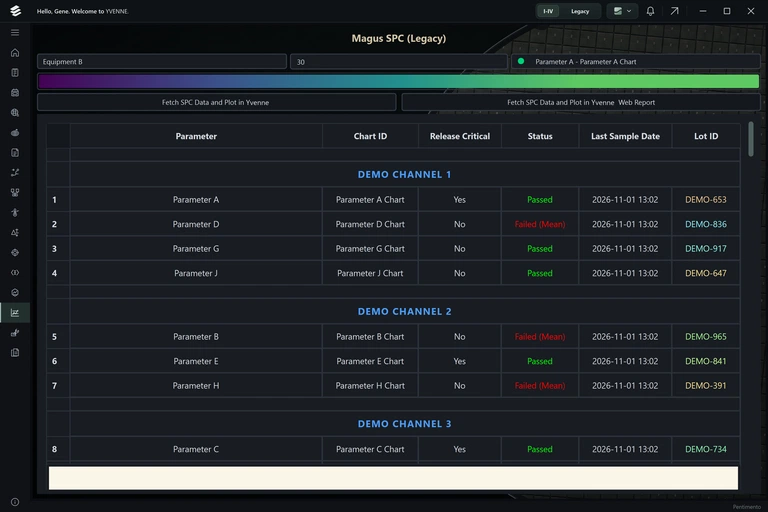 Hello, Gene. Welcome to YVENNE.
I-IV Legacy
Magus SPC (Legacy)
Equipment B 30 Parameter A - Parameter A Chart
Fetch SPC Data and Plot in Yvenne Fetch SPC Data and Plot in Yvenne Web Report
Parameter Chart ID Release Critical Status Last Sample Date Lot ID
DEMO CHANNEL 1
1 Parameter A Parameter A Chart Yes Passed 2026-11-01 13:02 DEMO-653
2 Parameter D Parameter D Chart No Failed (Mean) 2026-11-01 13:02 DEMO-836
3 Parameter G Parameter G Chart No Passed 2026-11-01 13:02 DEMO-917
4 Parameter J Parameter J Chart No Passed 2026-11-01 13:02 DEMO-647
DEMO CHANNEL 2
5 Parameter B Parameter B Chart No Failed (Mean) 2026-11-01 13:02 DEMO-965
6 Parameter E Parameter E Chart Yes Passed 2026-11-01 13:02 DEMO-841
7 Parameter H Parameter H Chart No Failed (Mean) 2026-11-01 13:02 DEMO-391
DEMO CHANNEL 3
8 Parameter C Parameter C Chart Yes Passed 2026-11-01 13:02 DEMO-734
Pentimento